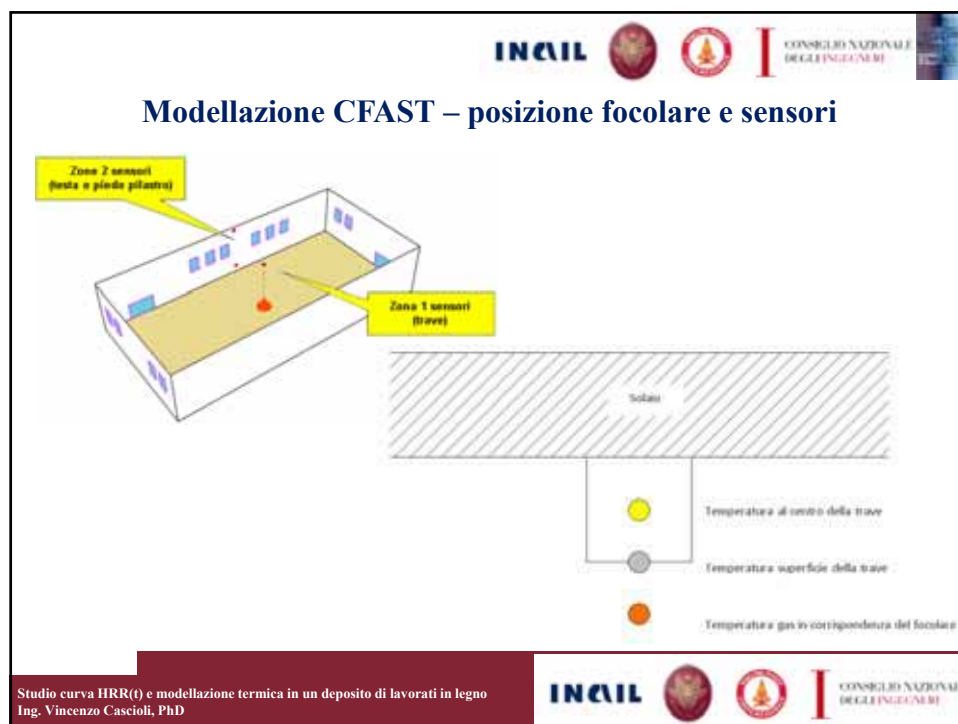 INAIL
CONSIGLIO NAZIONALE
DEGLI INGEGNERI
Modellazione CFAST – posizione focolare e sensori
Zone 2 sensori
(testa e piede pilastro)
Zona 1 sensori
(trave)
Solaio
Temperatura al centro della trave
Temperatura superficie della trave
Temperatura gas in corrispondenza del focolare
Studio curva HRR(t) e modellazione termica in un deposito di lavorati in legno
Ing. Vincenzo Cascioli, PhD
INAIL
CONSIGLIO NAZIONA
DEGLI INGEGNERI